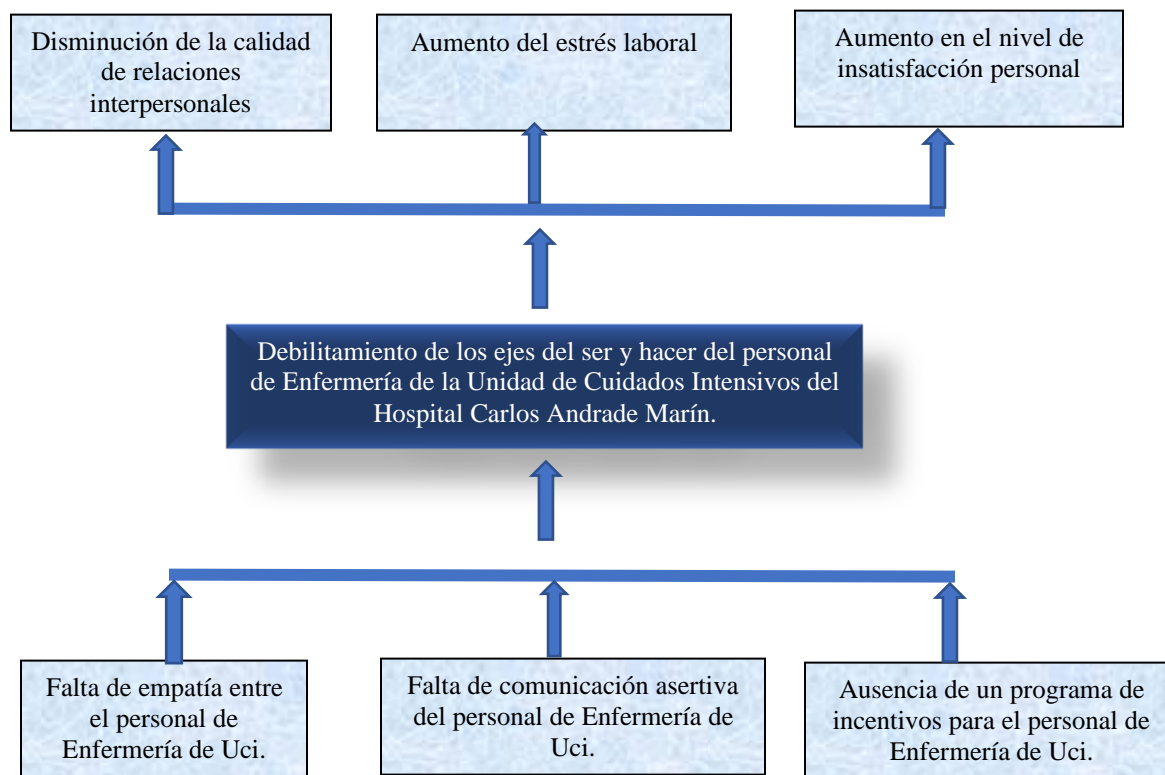 Disminución de la calidad
de relaciones
interpersonales
Aumento del estrés laboral
Aumento en el nivel de
insatisfacción personal
Debilitamiento de los ejes del ser y hacer del personal
de Enfermería de la Unidad de Cuidados Intensivos del
Hospital Carlos Andrade Marín.
Falta de empatía entre
el personal de
Enfermería de Uci.
Falta de comunicación asertiva
del personal de Enfermería de
Uci.
Ausencia de un programa de
incentivos para el personal de
Enfermería de Uci.